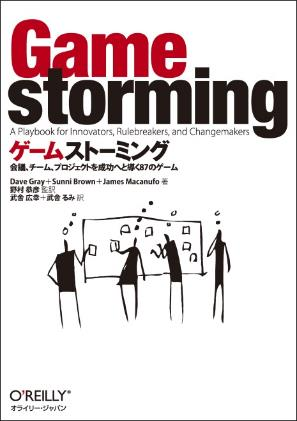 Game
storming
A Playbook for Innovators, Rulebreakers, and Changemakers
ゲームストーミング
会議、チーム、プロジェクトを成功へと導く87のゲーム
Dave Gray+Sunni Brown+James Macanufo 著
野村 恭彦 監訳
武舎 広幸+武舎 るみ 訳
O'REILLY®
オライリー・ジャパン